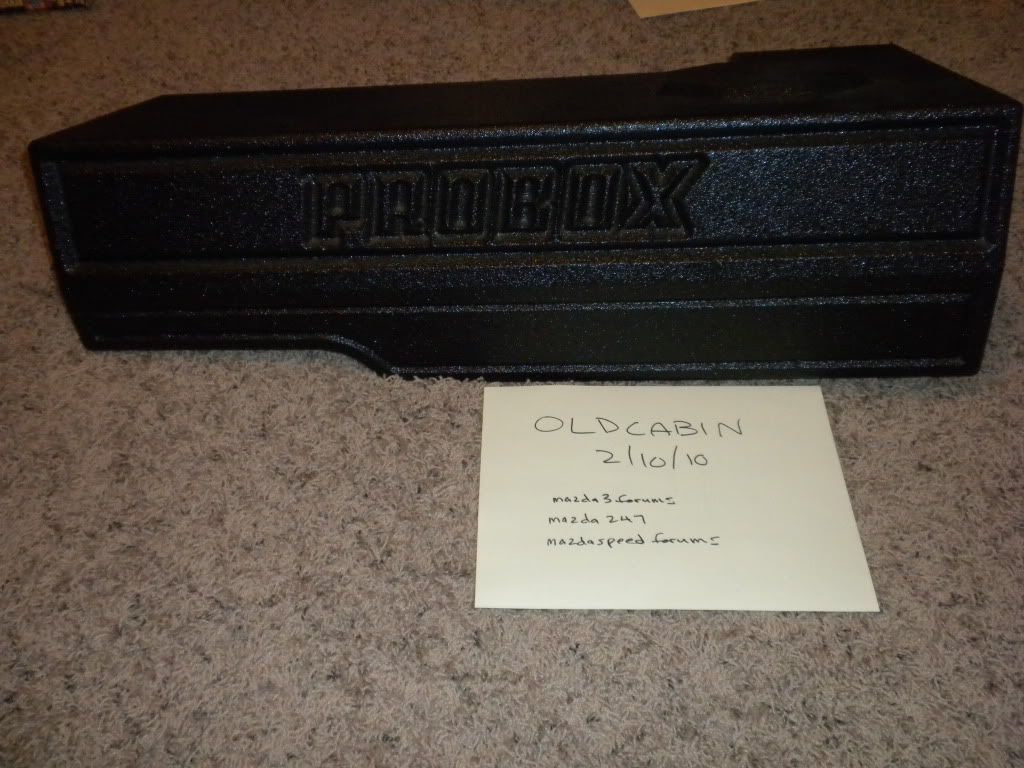 PROBOX
OLDCABIN
2/10/10
mazda3forums
mazda247
mazdaspeedforums